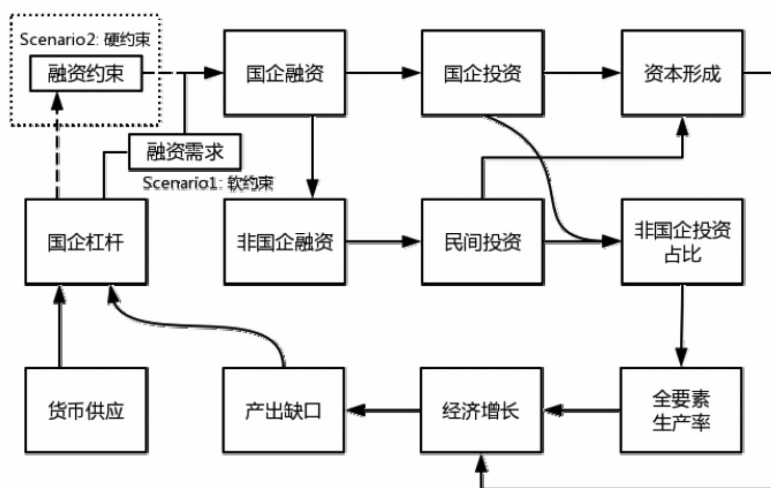 Scenario2: 硬约束
融资约束
国企融资
国企投资
资本形成
融资需求
Scenario1: 软约束
国企杠杆
非国企融资
民间投资
非国企投资
占比
货币供应
产出缺口
经济增长
全要素
生产率